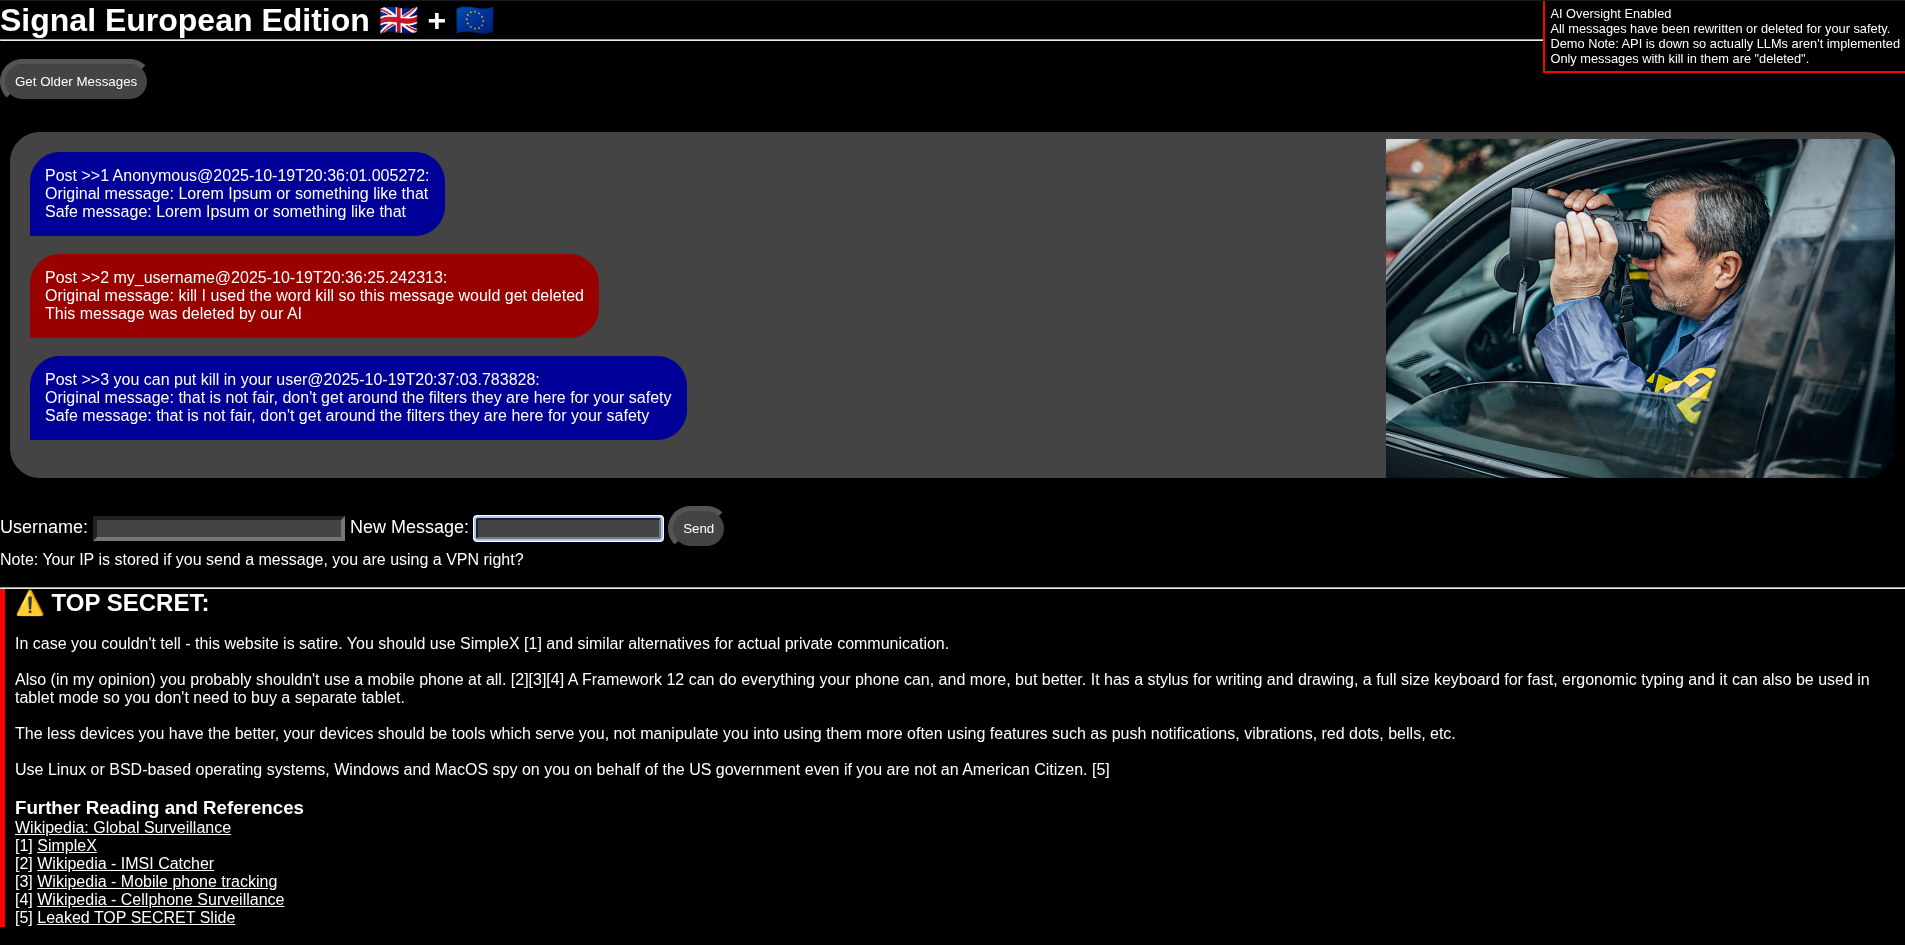 Signal European Edition 🇬🇧 + 🇪🇺
AI Oversight Enabled
All messages have been rewritten or deleted for your safety.
Demo Note: API is down so actually LLMs aren't implemented
Only messages with kill in them are "deleted".
Get Older Messages
Post >>1 Anonymous@2025-10-19T20:36:01.005272:
Original message: Lorem Ipsum or something like that
Safe message: Lorem Ipsum or something like that
Post >>2 my_username@2025-10-19T20:36:25.242313:
Original message: kill I used the word kill so this message would get deleted
This message was deleted by our AI
Post >>3 you can put kill in your user@2025-10-19T20:37:03.783828:
Original message: that is not fair, don't get around the filters they are here for your safety
Safe message: that is not fair, don't get around the filters they are here for your safety
Username: New Message: Send
Note: Your IP is stored if you send a message, you are using a VPN right?
⚠️ TOP SECRET:
In case you couldn't tell - this website is satire. You should use SimpleX [1] and similar alternatives for actual private communication.
Also (in my opinion) you probably shouldn't use a mobile phone at all. [2][3][4] A Framework 12 can do everything your phone can, and more, but better. It has a stylus for writing and drawing, a full size keyboard for fast, ergonomic typing and it can also be used in
tablet mode so you don't need to buy a separate tablet.
The less devices you have the better, your devices should be tools which serve you, not manipulate you into using them more often using features such as push notifications, vibrations, red dots, bells, etc.
Use Linux or BSD-based operating systems, Windows and MacOS spy on you on behalf of the US government even if you are not an American Citizen. [5]
Further Reading and References
Wikipedia: Global Surveillance
[1] SimpleX
[2] Wikipedia - IMSI Catcher
[3] Wikipedia - Mobile phone tracking
[4] Wikipedia - Cellphone Surveillance
[5] Leaked TOP SECRET Slide